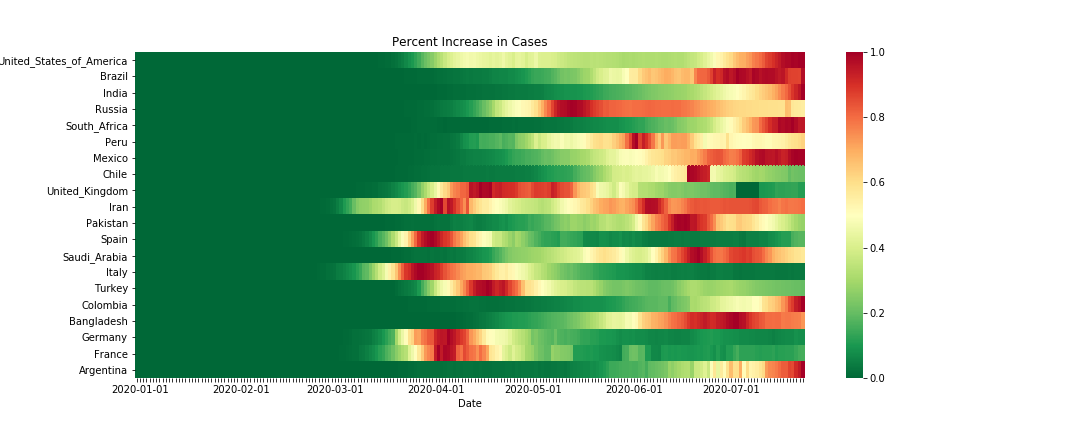 Percent Increase in Cases
United_States_of_America
Brazil
India
Russia
South_Africa
Peru
Mexico
Chile
United_Kingdom
Iran
Pakistan
Spain
Saudi_Arabia
Italy
Turkey
Colombia
Bangladesh
Germany
France
Argentina
2020-01-01 2020-02-01 2020-03-01 2020-04-01 2020-05-01 2020-06-01 2020-07-01
Date
1.0
0.8
0.6
0.4
0.2
0.0